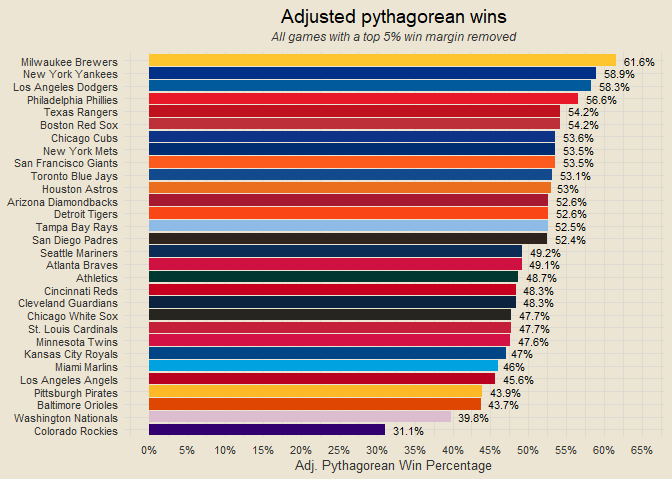 Adjusted pythagorean wins
All games with a top 5% win margin removed
Milwaukee Brewers 61.6%
New York Yankees 58.9%
Los Angeles Dodgers 58.3%
Philadelphia Phillies 56.6%
Texas Rangers 54.2%
Boston Red Sox 54.2%
Chicago Cubs 53.6%
New York Mets 53.5%
San Francisco Giants 53.5%
Toronto Blue Jays 53.1%
Houston Astros 53%
Arizona Diamondbacks 52.6%
Detroit Tigers 52.6%
Tampa Bay Rays 52.5%
San Diego Padres 52.4%
Seattle Mariners 49.2%
Atlanta Braves 49.1%
Athletics 48.7%
Cincinnati Reds 48.3%
Cleveland Guardians 48.3%
Chicago White Sox 47.7%
St. Louis Cardinals 47.7%
Minnesota Twins 47.6%
Kansas City Royals 47%
Miami Marlins 46%
Los Angeles Angels 45.6%
Pittsburgh Pirates 43.9%
Baltimore Orioles 43.7%
Washington Nationals 39.8%
Colorado Rockies 31.1%
0% 5% 10% 15% 20% 25% 30% 35% 40% 45% 50% 55% 60% 65%
Adj. Pythagorean Win Percentage